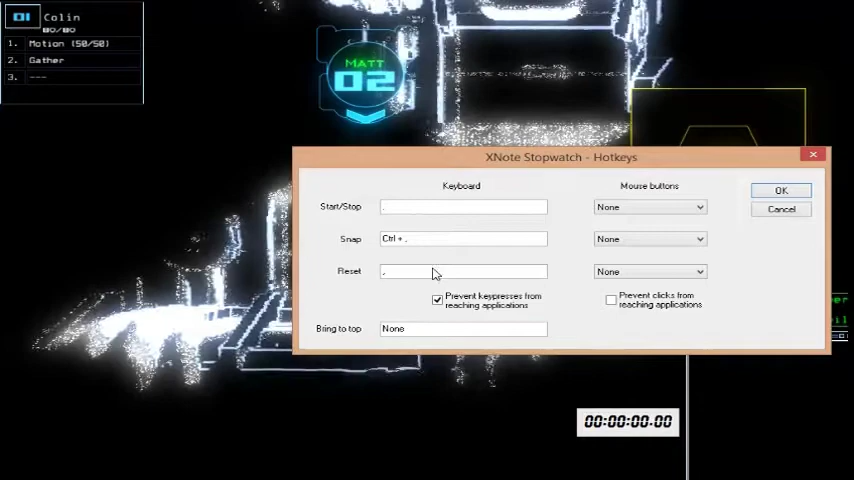 01 Colin
80/80
1. Motion (50/50)
2. Gather
3. ---
MATT
02
XNote Stopwatch - Hotkeys
Keyboard
Mouse buttons
OK
Start/Stop
.
None
Cancel
Snap
Ctrl + ,
None
Reset
,
None
Prevent keypresses from
reaching applications
Prevent clicks from
reaching applications
Bring to top
None
00:00:00.00